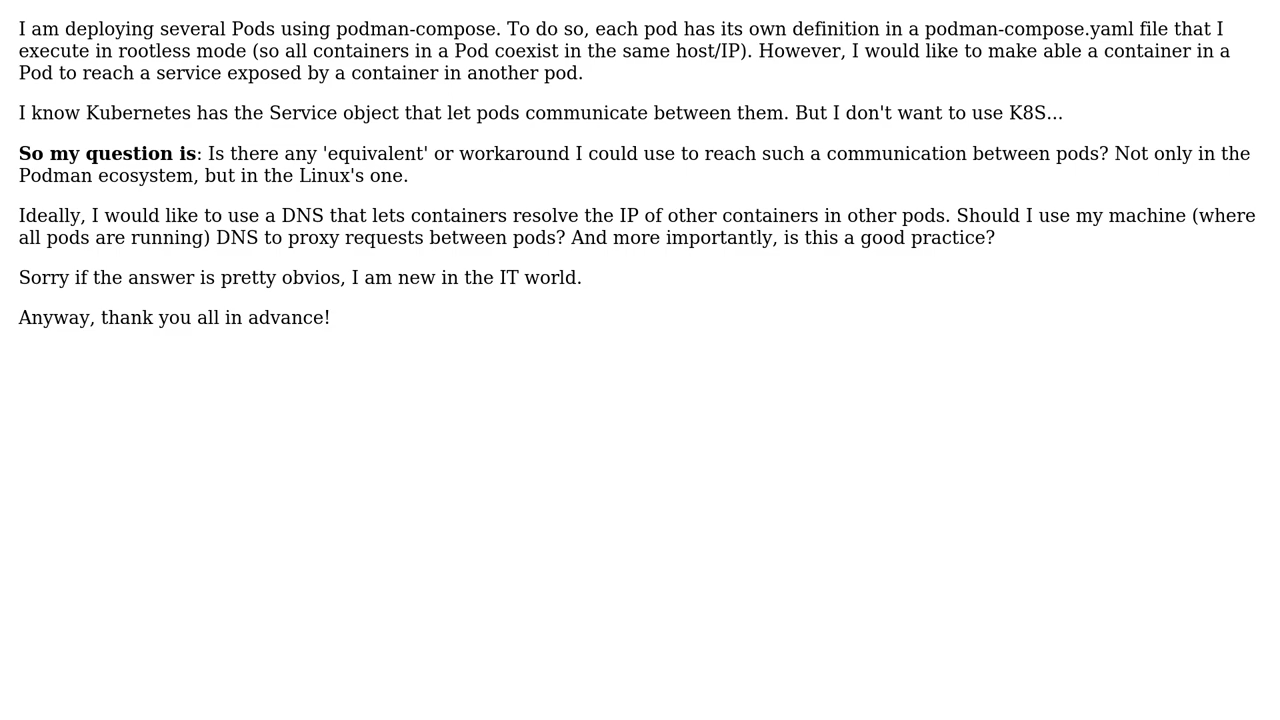 I am deploying several Pods using podman-compose. To do so, each pod has its own definition in a podman-compose.yaml file that I
execute in rootless mode (so all containers in a Pod coexist in the same host/IP). However, I would like to make able a container in a
Pod to reach a service exposed by a container in another pod.
I know Kubernetes has the Service object that let pods communicate between them. But I don't want to use K8S...
So my question is: Is there any 'equivalent' or workaround I could use to reach such a communication between pods? Not only in the
Podman ecosystem, but in the Linux's one.
Ideally, I would like to use a DNS that lets containers resolve the IP of other containers in other pods. Should I use my machine (where
all pods are running) DNS to proxy requests between pods? And more importantly, is this a good practice?
Sorry if the answer is pretty obvios, I am new in the IT world.
Anyway, thank you all in advance!